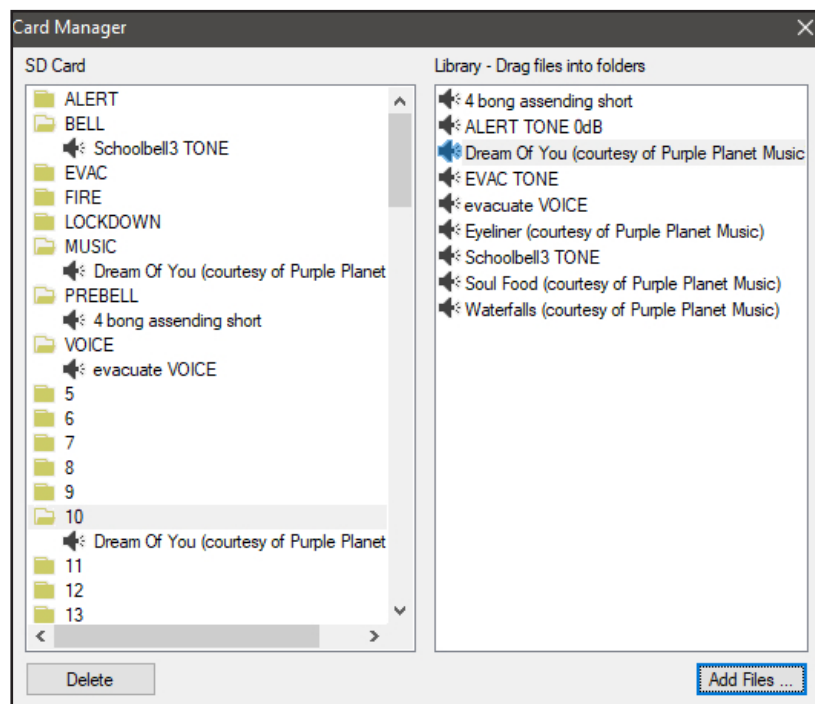 Card Manager
SD Card
ALERT
BELL
Schoolbell3 TONE
EVAC
FIRE
LOCKDOWN
MUSIC
Dream Of You (courtesy of Purple Planet
PREBELL
4 bong assending short
VOICE
evacuate VOICE
5
6
7
8
9
10
Dream Of You (courtesy of Purple Planet
11
12
13
Delete
Library - Drag files into folders
4 bong assending short
ALERT TONE 0dB
Dream Of You (courtesy of Purple Planet Music
EVAC TONE
evacuate VOICE
Eyeliner (courtesy of Purple Planet Music)
Schoolbell3 TONE
Soul Food (courtesy of Purple Planet Music)
Waterfalls (courtesy of Purple Planet Music)
Add Files ...